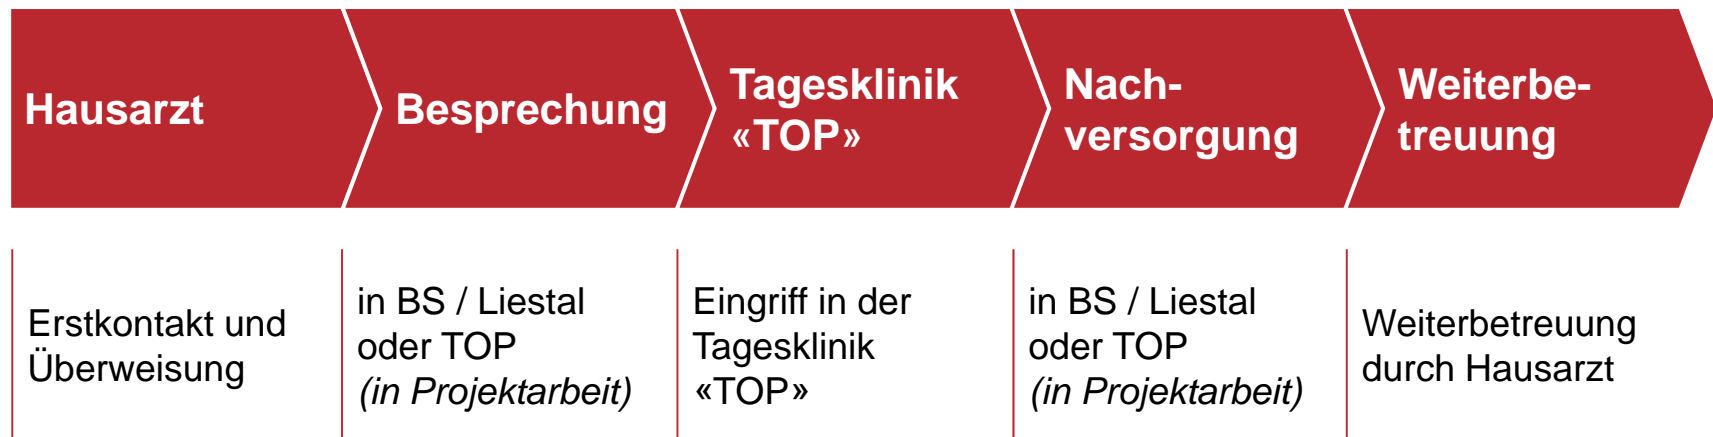 Hausarzt
Besprechung
Tagesklinik
«TOP»
Nach-
versorgung
Weiterbe-
treuung
Erstkontakt und
Überweisung
in BS / Liestal
oder TOP
(in Projektarbeit)
Eingriff in der
Tagesklinik
«TOP»
in BS / Liestal
oder TOP
(in Projektarbeit)
Weiterbetreuung
durch Hausarzt